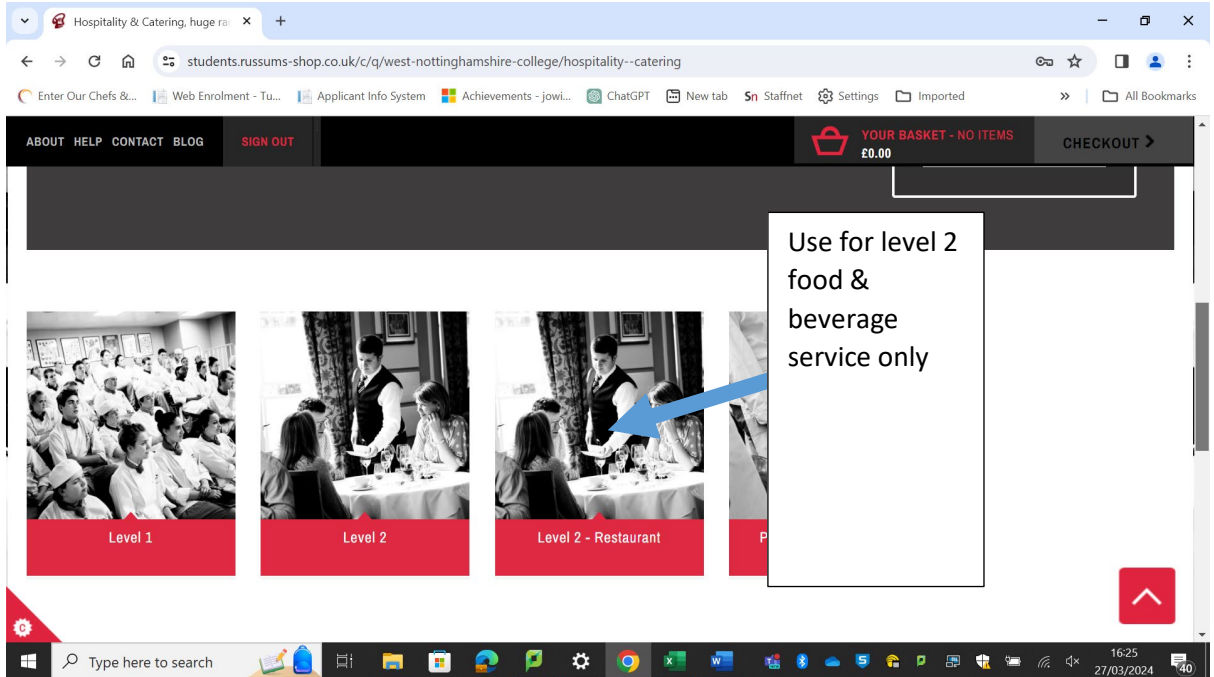 Hospitality & Catering, huge ra
students.russums-shop.co.uk/c/q/west-nottinghamshire-college/hospitality--catering
Enter Our Chefs &... Web Enrolment - Tu... Applicant Info System Achievements - jowi... ChatGPT New tab Sn Staffnet Settings Imported » All Bookmarks
ABOUT HELP CONTACT BLOG SIGN OUT YOUR BASKET - NO ITEMS CHECKOUT
£0.00
Use for level 2
food &
beverage
service only
Level 1 Level 2 Level 2 - Restaurant P
Type here to search
16:25
27/03/2024
40